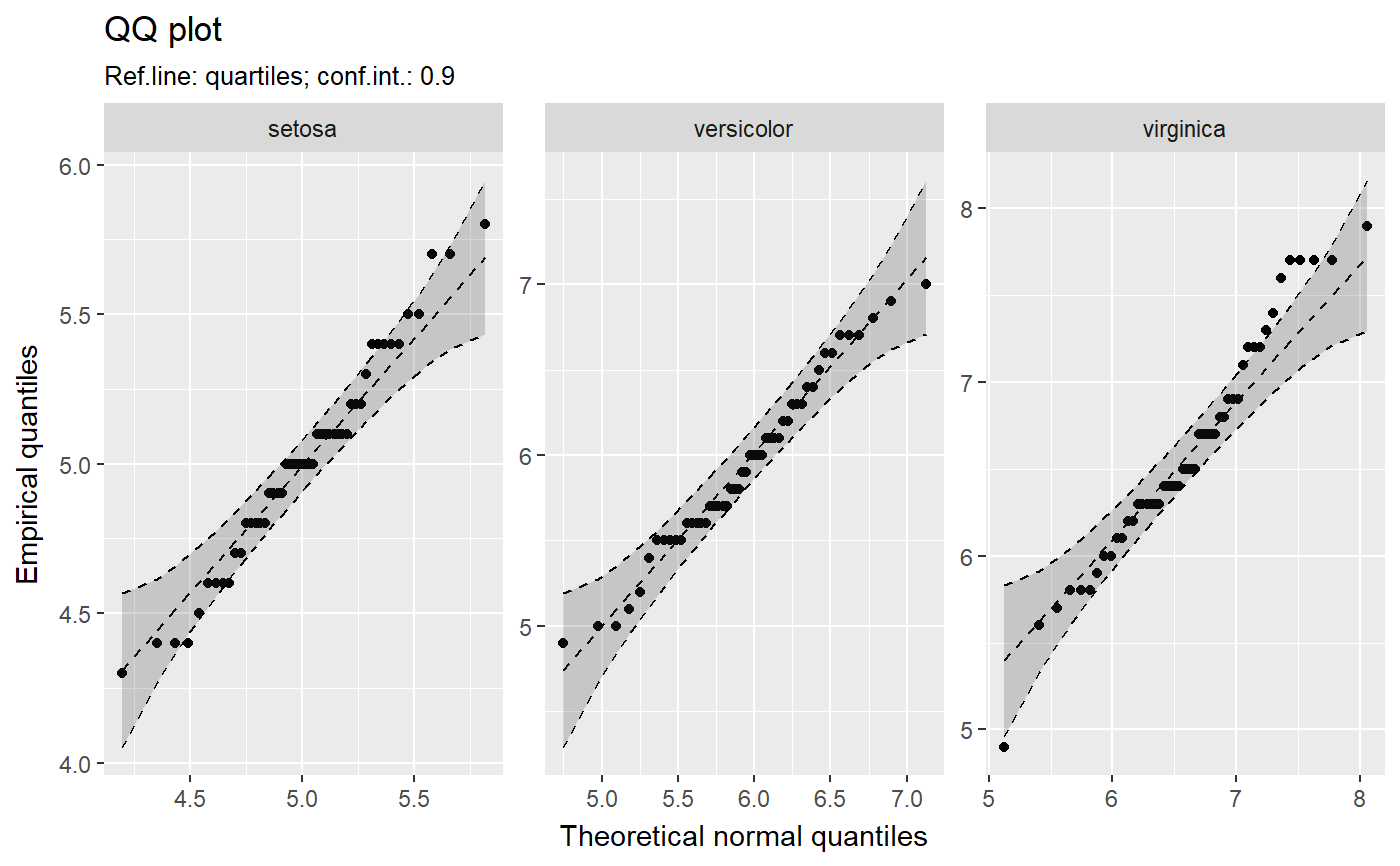 QQ plot
Ref.line: quartiles; conf.int.: 0.9
setosa
versicolor
virginica
6.0
5.5
5.0
4.5
4.0
7
6
5
8
7
6
5
Empirical quantiles
4.5 5.0 5.5
5.0 5.5 6.0 6.5 7.0
5 6 7 8
Theoretical normal quantiles